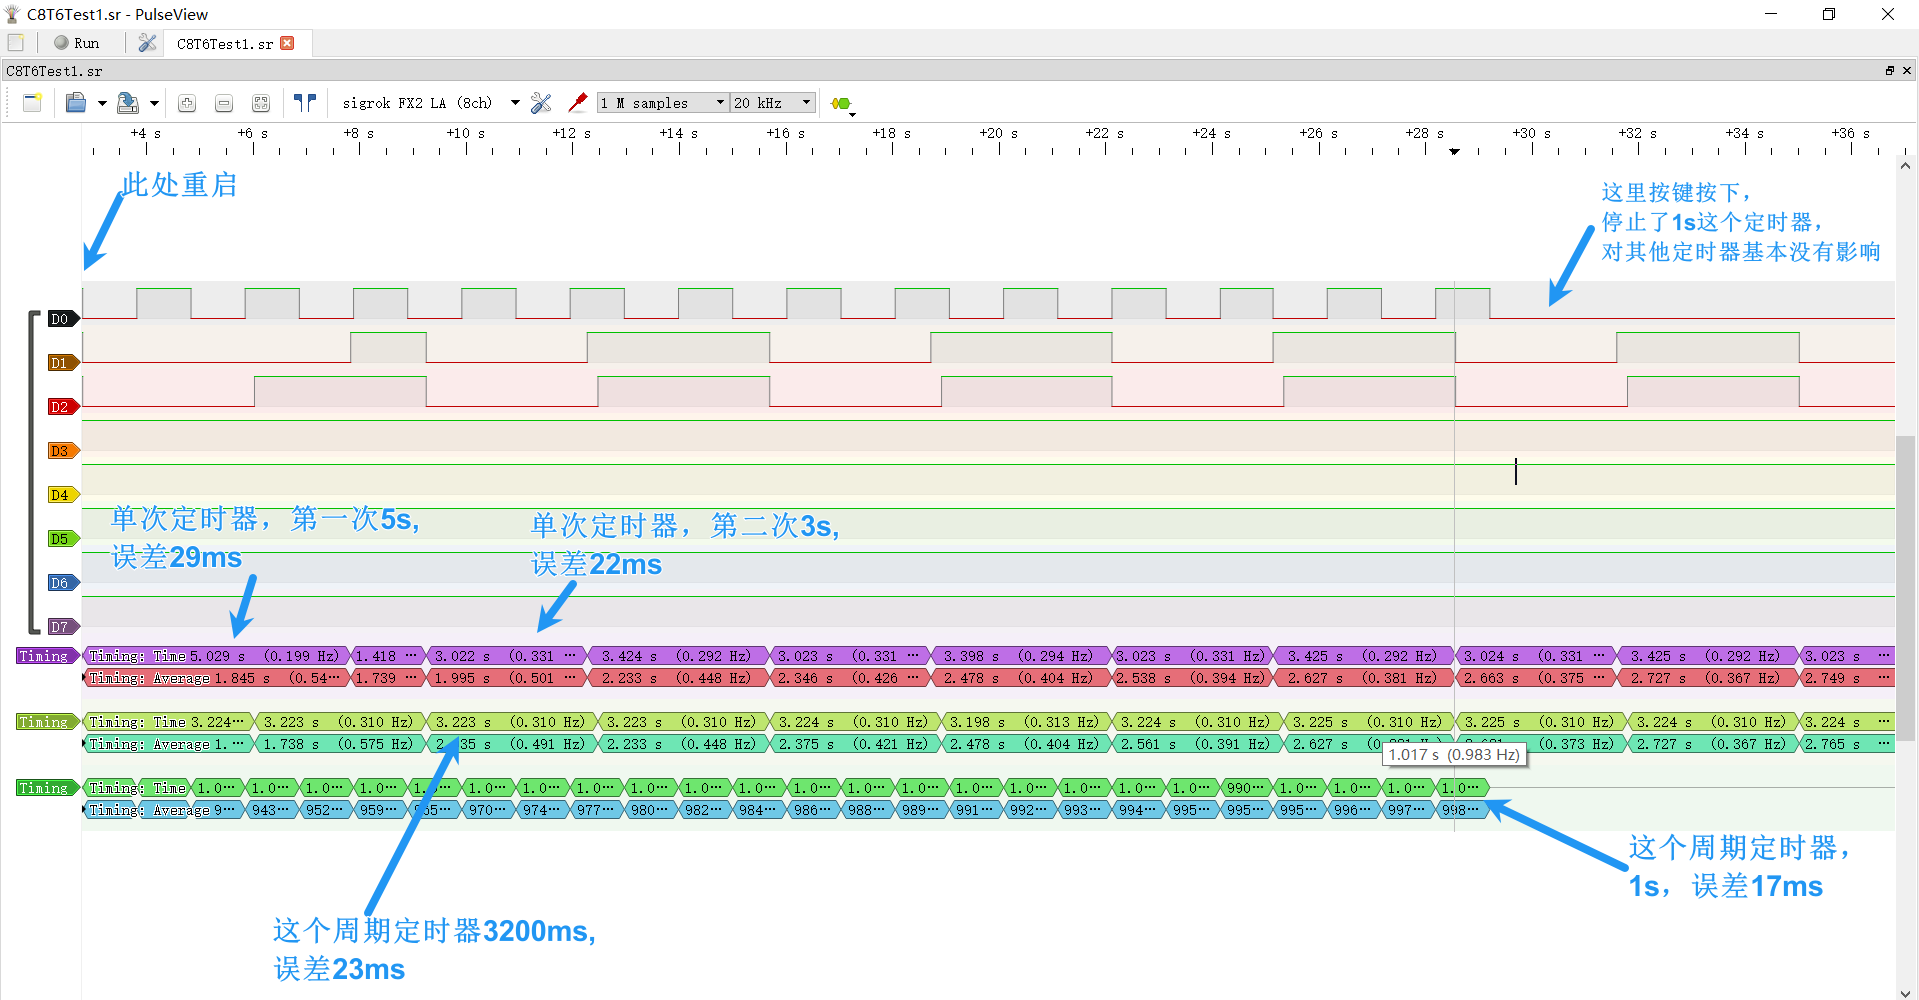 C8T6Test1.sr - PulseView
Run
C8T6Test1.sr
C8T6Test1.sr
sigrok FX2 LA (8ch)
1 M samples
20 kHz
+4 s +6 s +8 s +10 s +12 s +14 s +16 s +18 s +20 s +22 s +24 s +26 s +28 s +30 s +32 s +34 s +36 s
此处重启
这里按键按下，
停止了1s这个定时器，
对其他定时器基本没有影响
D0
D1
D2
D3
D4
D5
D6
D7
单次定时器，第一次5s,
误差29ms
单次定时器，第二次3s,
误差22ms
Timing Timing: Time 5.029 s (0.199 Hz) 1.418 ··· 3.022 s (0.331 ··· 3.424 s (0.292 Hz) 3.023 s (0.331 ··· 3.398 s (0.294 Hz) 3.023 s (0.331 Hz) 3.425 s (0.292 Hz) 3.024 s (0.331 ··· 3.425 s (0.292 Hz) 3.023 s ···
Timing: Average 1.845 s (0.54··· 1.739 ··· 1.995 s (0.501 ··· 2.233 s (0.448 Hz) 2.346 s (0.426 ··· 2.478 s (0.404 Hz) 2.538 s (0.394 Hz) 2.627 s (0.381 Hz) 2.663 s (0.375 ··· 2.727 s (0.367 Hz) 2.749 s ···
Timing Timing: Time 3.224··· 3.223 s (0.310 Hz) 3.223 s (0.310 Hz) 3.223 s (0.310 Hz) 3.224 s (0.310 Hz) 3.198 s (0.313 Hz) 3.224 s (0.310 Hz) 3.225 s (0.310 Hz) 3.225 s (0.310 Hz) 3.224 s (0.310 Hz) 3.224 s ···
Timing: Average 1. ··· 1.738 s (0.575 Hz) s (0.491 Hz) 2.233 s (0.448 Hz) 2.375 s (0.421 Hz) 2.478 s (0.404 Hz) 2.561 s (0.391 Hz) 2.627 s (0.373 Hz) 2.727 s (0.367 Hz) 2.765 s ···
1.017 s (0.983 Hz)
Timing Timing: Time 1.0··· 1.0··· 1.0··· 1.0··· 1.0··· 1.0··· 1.0··· 1.0··· 1.0··· 1.0··· 1.0··· 1.0··· 1.0··· 1.0··· 1.0··· 1.0··· 1.0··· 1.0··· 1.0··· 990··· 1.0··· 1.0··· 1.0··· 1.0···
Timing: Average 9··· 943··· 952··· 959··· 970··· 974··· 977··· 980··· 982··· 984··· 986··· 988··· 989··· 991··· 992··· 993··· 994··· 995··· 995··· 995··· 996··· 997··· 998···
这个周期定时器，
1s，误差17ms
这个周期定时器3200ms,
误差23ms